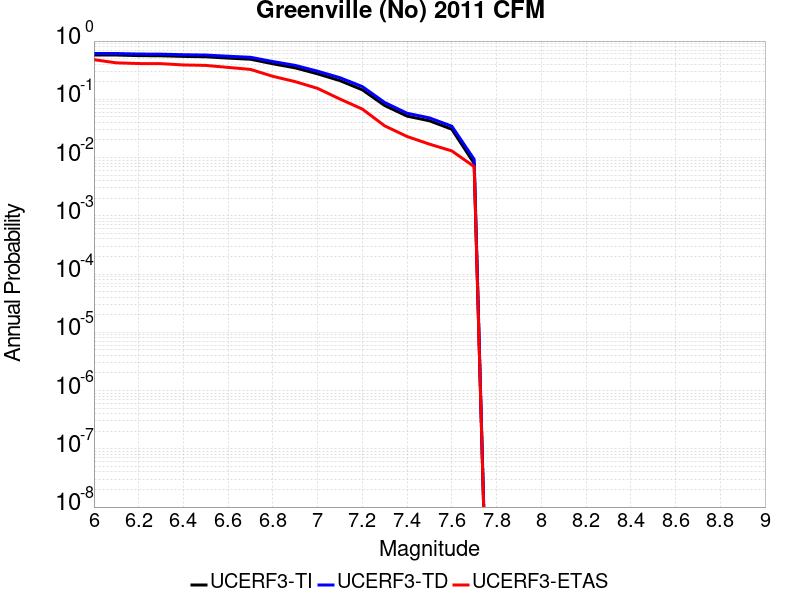 Greenville (No) 2011 CFM
10^0
10^-1
10^-2
10^-3
10^-4
10^-5
10^-6
10^-7
10^-8
Annual Probability
6 6.2 6.4 6.6 6.8 7 7.2 7.4 7.6 7.8 8 8.2 8.4 8.6 8.8 9
Magnitude
UCERF3-TI UCERF3-TD UCERF3-ETAS